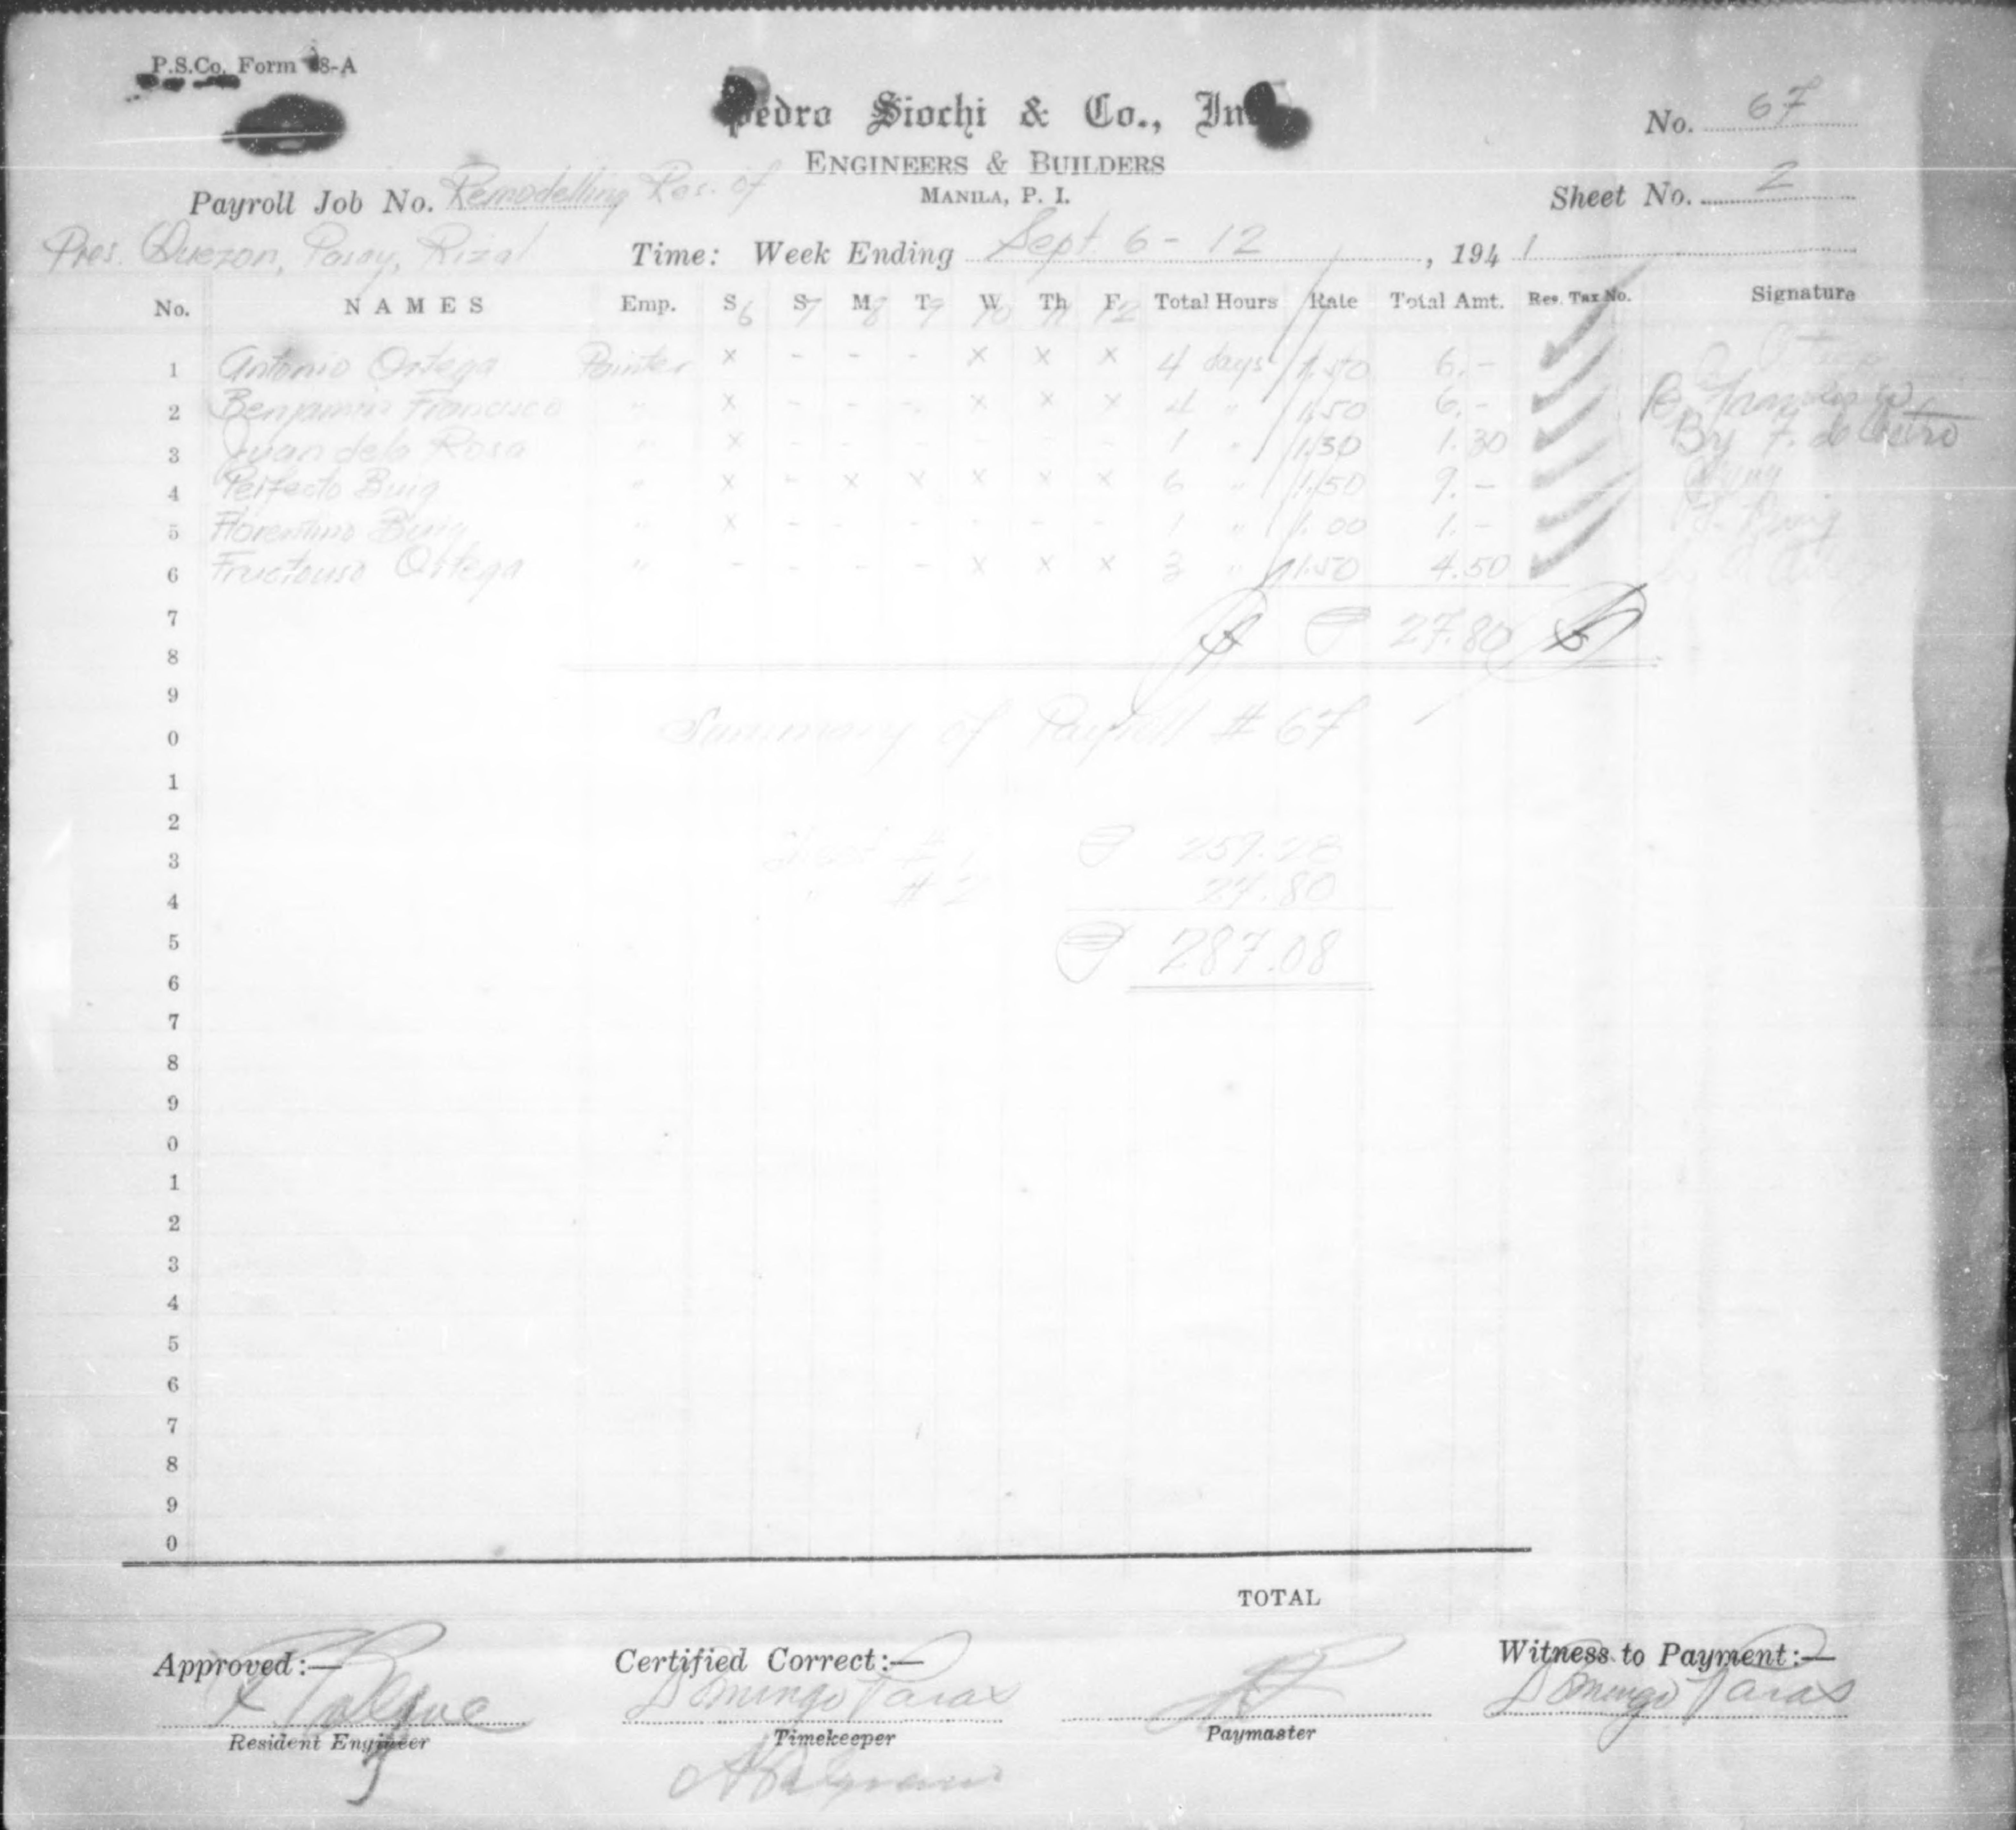 P.S.Co. Form 8-A
Pedro Siochi & Co., Inc.
No. 67
ENGINEERS & BUILDERS
MANILA, P. I.
Sheet No. 2
Payroll Job No. Remodelling Res. of
Pres. Quezon, Pasay, Rizal
Time: Week Ending Sept. 6 - 12, 1941
No. NAMES Emp. S 6 S 7 M 8 T 9 W 10 Th 11 F 12 Total Hours Rate Total Amt. Res. Tax No. Signature
1 Antonio Ortega Painter x - - - x x x 4 days 1.50 6.-
2 Benjamin Francisco " x - - - x x x 4 " 1.50 6.- B. Francisco
3 Juan dela Rosa " x - - - - - - 1 " 1.30 1.30 By F. de Castro
4 Perfecto Buig " x - x x x x x 6 " 1.50 9.-
5 Florentino Buig " x - - - - - - 1 " 1.00 1.- F. Buig
6 Fructouso Ortega " - - - - x x x 3 " 1.50 4.50
7 ₱ 27.80
8
9
0 Summary of Payroll # 67
1
2
3 Sheet # 1 ₱ 259.28
4 " # 2 27.80
5 ₱ 287.08
6
7
8
9
0
1
2
3
4
5
6
7
8
9
0
TOTAL
Approved:— Certified Correct:— Witness to Payment:—
Domingo Paras Domingo Paras
Resident Engineer Timekeeper Paymaster